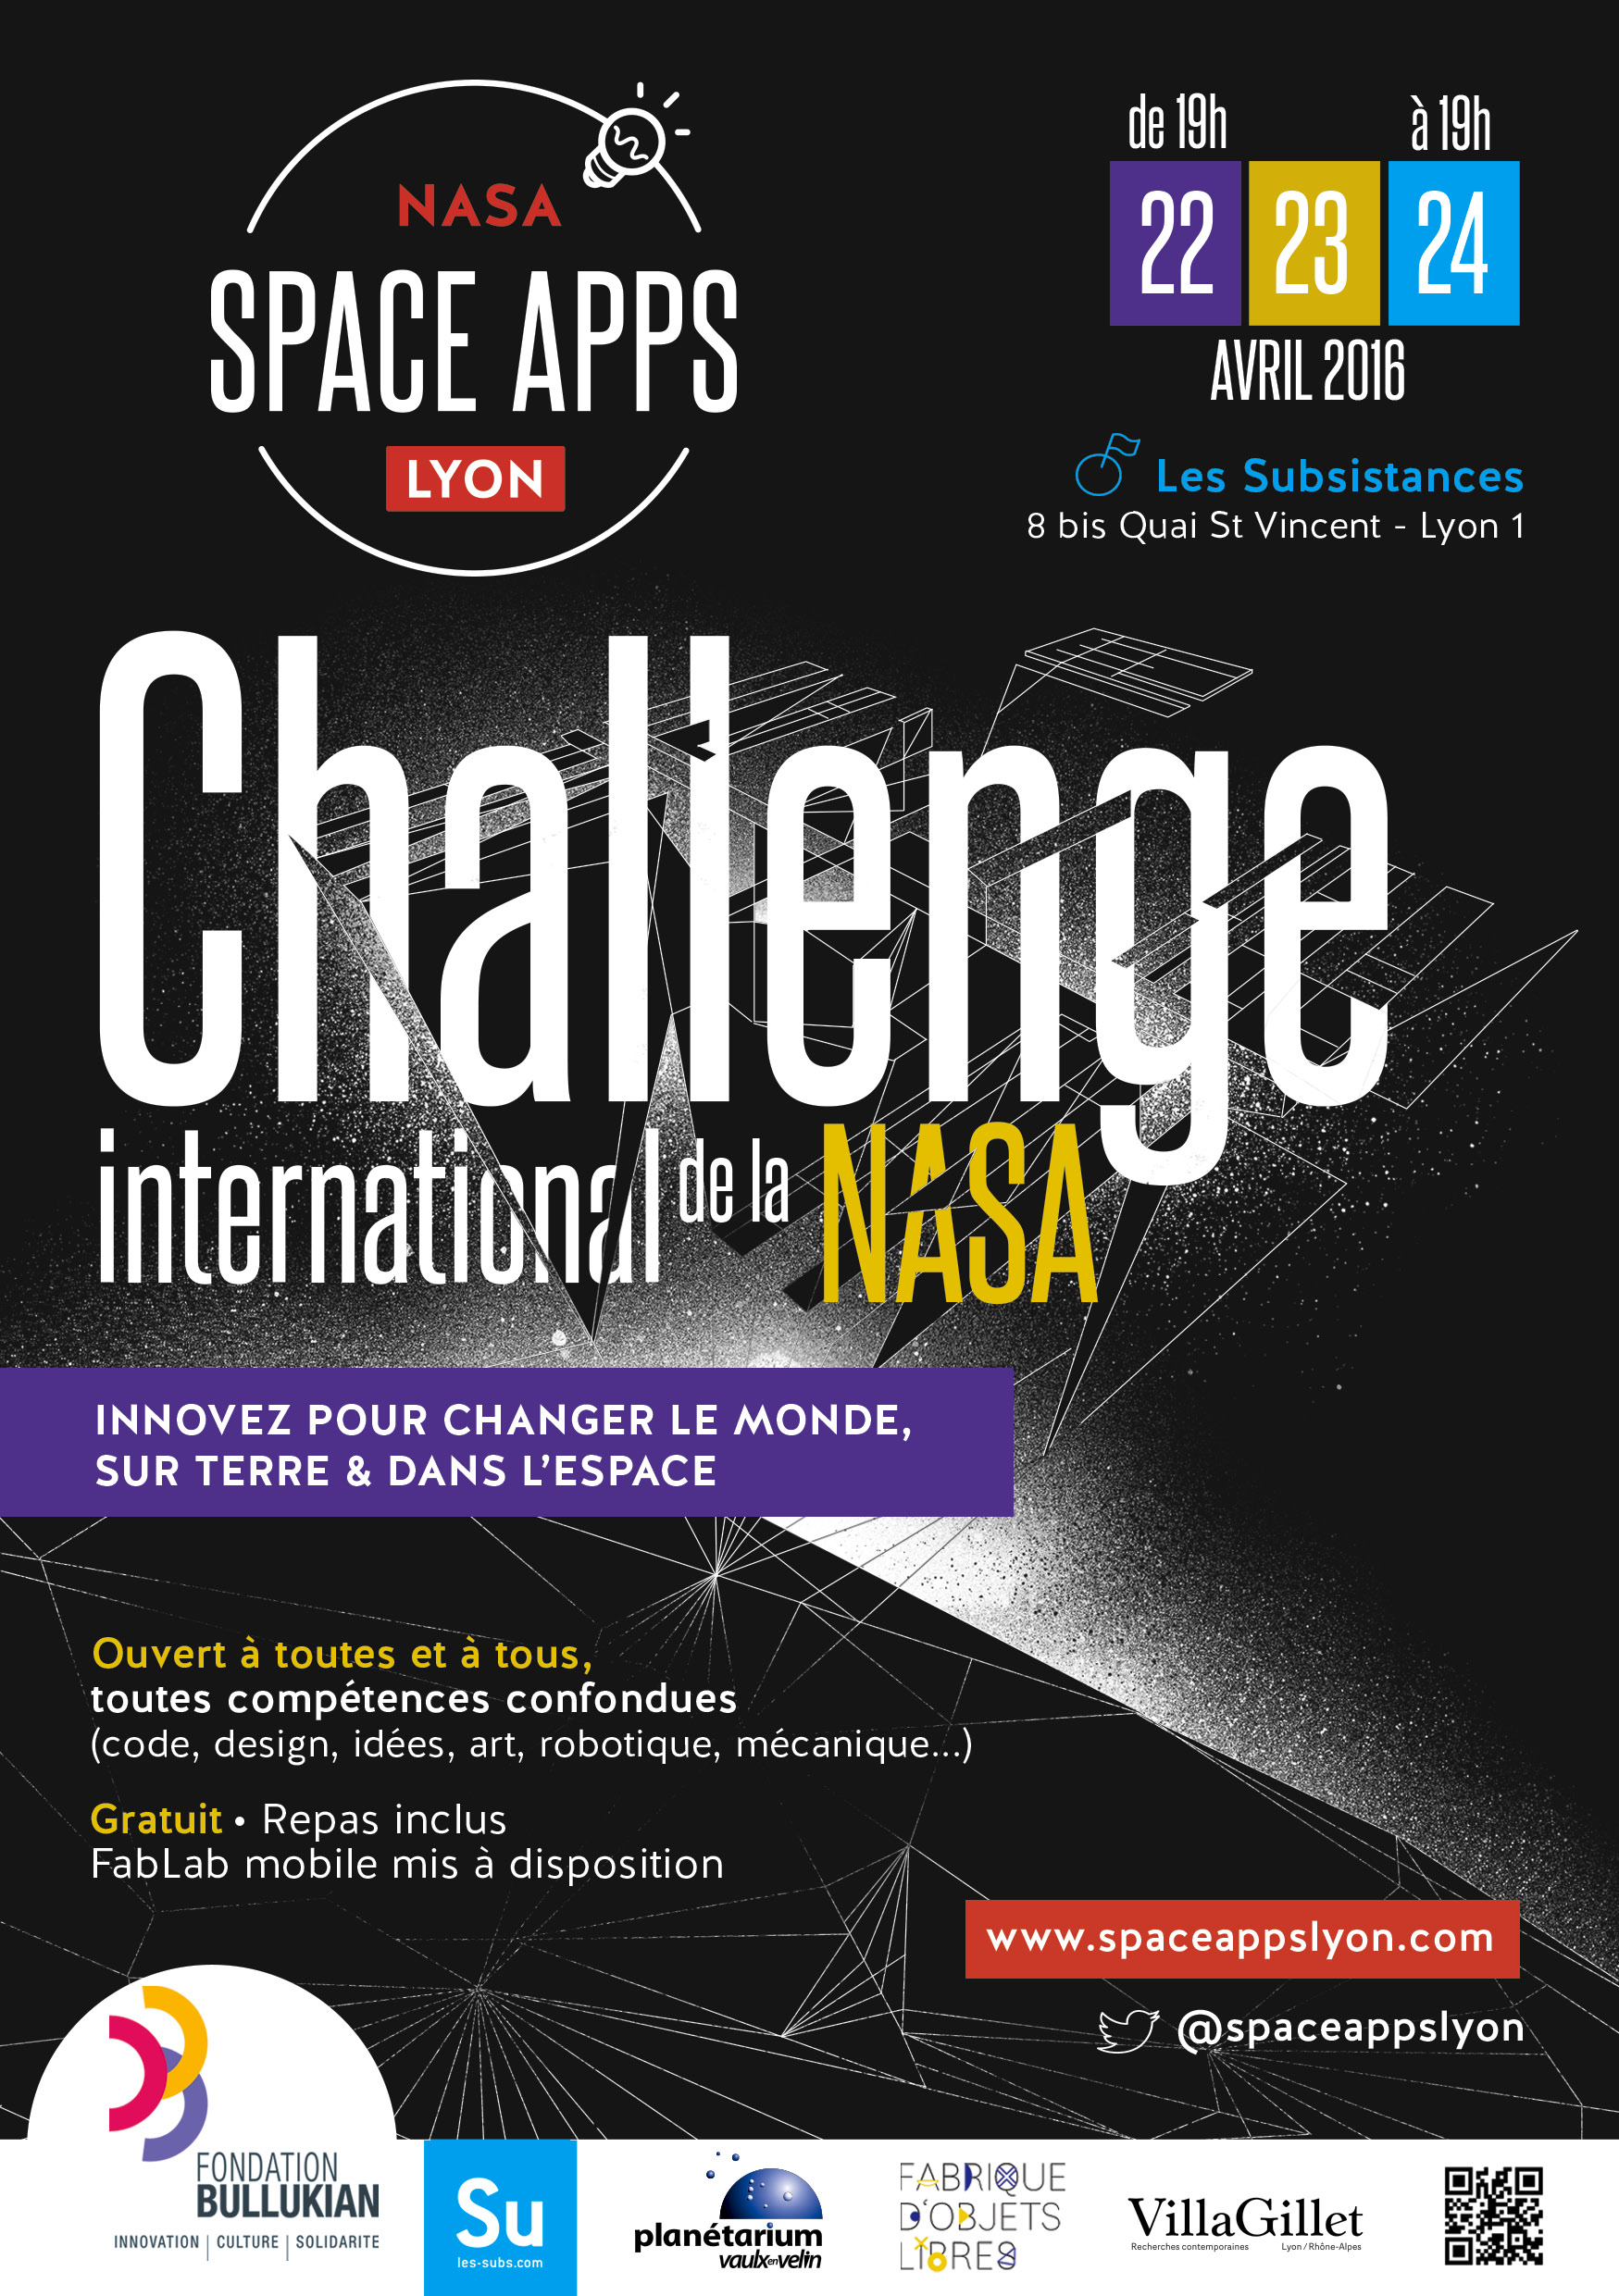 NASA
SPACE APPS
LYON
de 19h à 19h
22 23 24
AVRIL 2016
Les Subsistances
8 bis Quai St Vincent - Lyon 1
Challenge
international de la NASA
INNOVEZ POUR CHANGER LE MONDE,
SUR TERRE & DANS L'ESPACE
Ouvert à toutes et à tous,
toutes compétences confondues
(code, design, idées, art, robotique, mécanique...)
Gratuit • Repas inclus
FabLab mobile mis à disposition
www.spaceappslyon.com
@spaceappslyon
FONDATION
BULLUKIAN
INNOVATION | CULTURE | SOLIDARITE
Su
les-subs.com
planétarium
vaulx en velin
FABRIQUE
D'OBJETS
LIBRES
VillaGillet
Recherches contemporaines Lyon / Rhône-Alpes